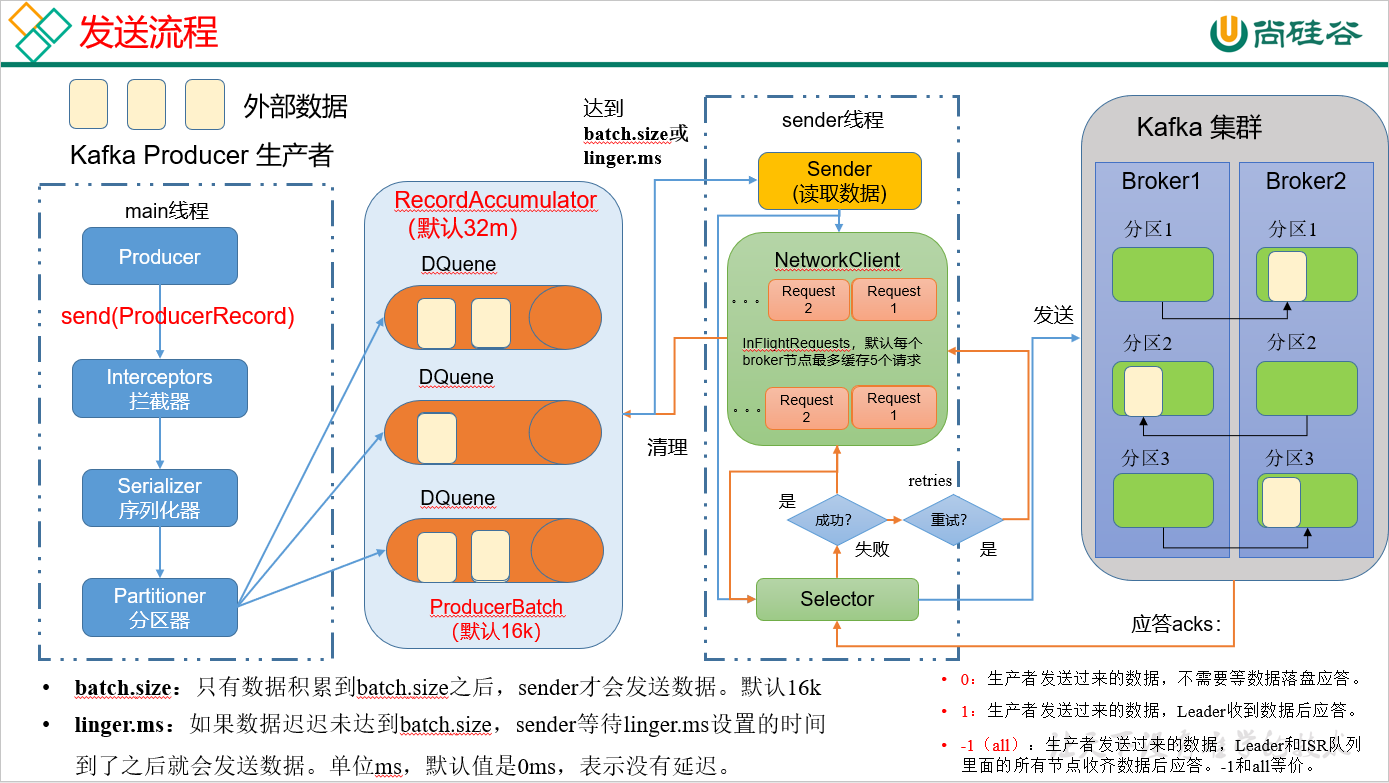 发送流程
尚硅谷
外部数据
Kafka Producer 生产者
main线程
Producer
send(ProducerRecord)
Interceptors
拦截器
Serializer
序列化器
Partitioner
分区器
RecordAccumulator
(默认32m)
DQuene
DQuene
DQuene
ProducerBatch
(默认16k)
达到
batch.size或
linger.ms
清理
sender线程
Sender
(读取数据)
NetworkClient
。。。
Request
2
Request
1
InFlightRequests，默认每个
broker节点最多缓存5个请求
。。。
Request
2
Request
1
是
成功?
失败
retries
重试?
是
Selector
发送
Kafka 集群
Broker1
分区1
分区2
分区3
Broker2
分区1
分区2
分区3
应答acks：
• batch.size：只有数据积累到batch.size之后，sender才会发送数据。默认16k
• linger.ms：如果数据迟迟未达到batch.size，sender等待linger.ms设置的时间
到了之后就会发送数据。单位ms，默认值是0ms，表示没有延迟。
• 0：生产者发送过来的数据，不需要等数据落盘应答。
• 1：生产者发送过来的数据，Leader收到数据后应答。
• -1（all）：生产者发送过来的数据，Leader和ISR队列
里面的所有节点收齐数据后应答。-1和all等价。